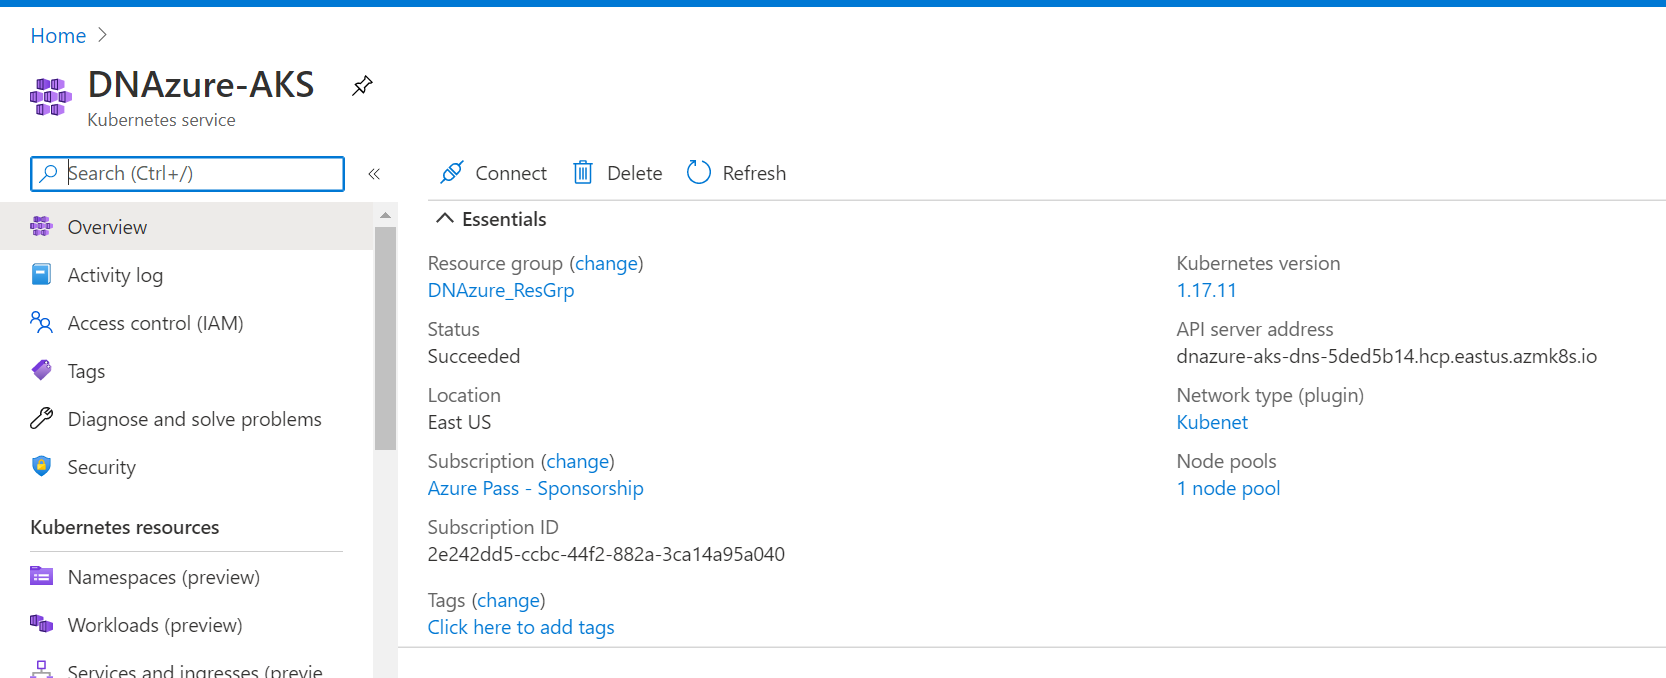 Home
DNAzure-AKS
Kubernetes service
Search (Ctrl+/)
«
Overview
Activity log
Access control (IAM)
Tags
Diagnose and solve problems
Security
Kubernetes resources
Namespaces (preview)
Workloads (preview)
Services and ingresses (previe
Connect Delete Refresh
Essentials
Resource group (change)
DNAzure_ResGrp
Status
Succeeded
Location
East US
Subscription (change)
Azure Pass - Sponsorship
Subscription ID
2e242dd5-ccbc-44f2-882a-3ca14a95a040
Tags (change)
Click here to add tags
Kubernetes version
1.17.11
API server address
dnazure-aks-dns-5ded5b14.hcp.eastus.azmk8s.io
Network type (plugin)
Kubenet
Node pools
1 node pool